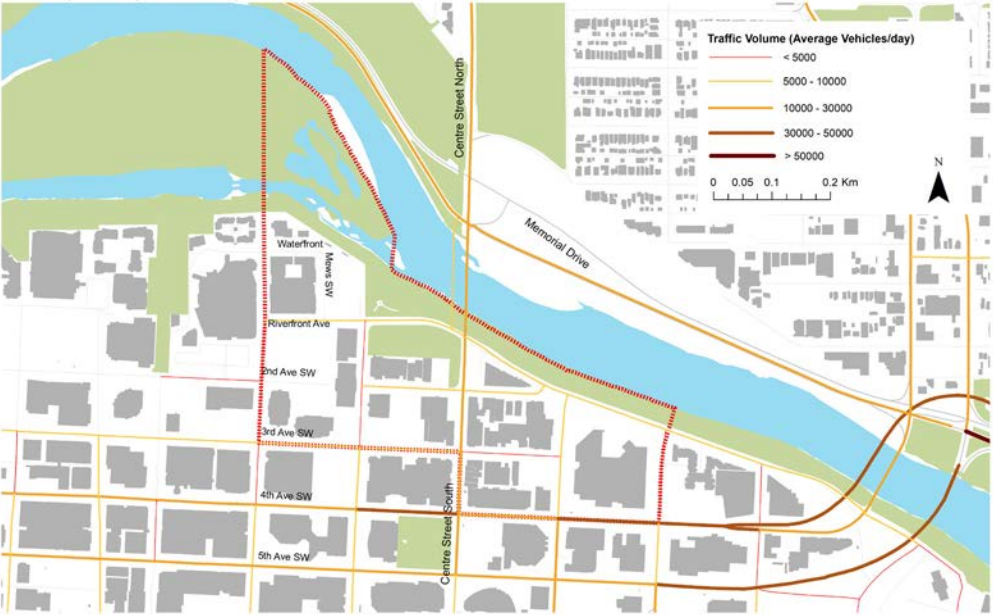 Traffic Volume (Average Vehicles/day)
< 5000
5000 - 10000
10000 - 30000
30000 - 50000
> 50000
0 0.05 0.1 0.2 Km
N
Centre Street North
Memorial Drive
Waterfront
Mews SW
Riverfront Ave
2nd Ave SW
3rd Ave SW
4th Ave SW
Centre Street South
5th Ave SW